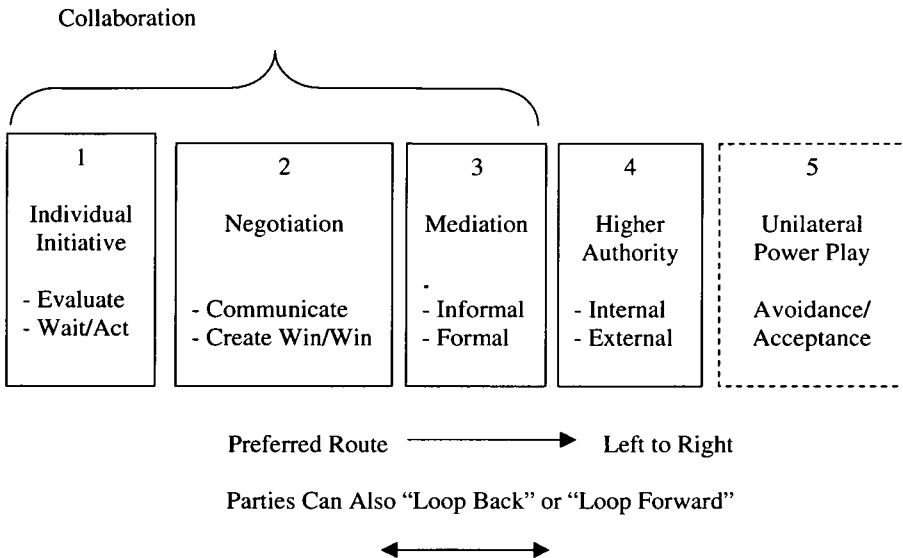 Collaboration
1
Individual
Initiative
- Evaluate
- Wait/Act
2
Negotiation
- Communicate
- Create Win/Win
3
Mediation
- Informal
- Formal
4
Higher
Authority
- Internal
- External
5
Unilateral
Power Play
Avoidance/
Acceptance
Preferred Route
Left to Right
Parties Can Also “Loop Back” or “Loop Forward”